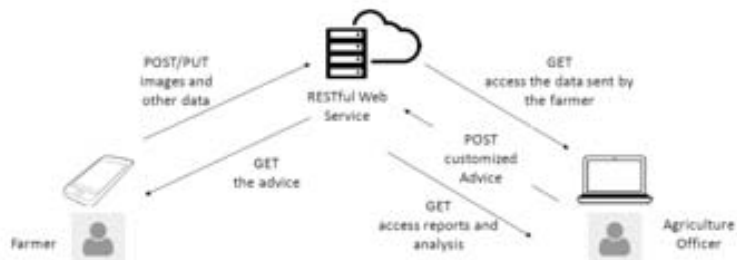 POST/PUT
images and
other data
RESTful Web
Service
GET
access the data sent by
the farmer
GET
the advice
POST
customized
Advice
GET
access reports and
analysis
Farmer
Agriculture
Officer